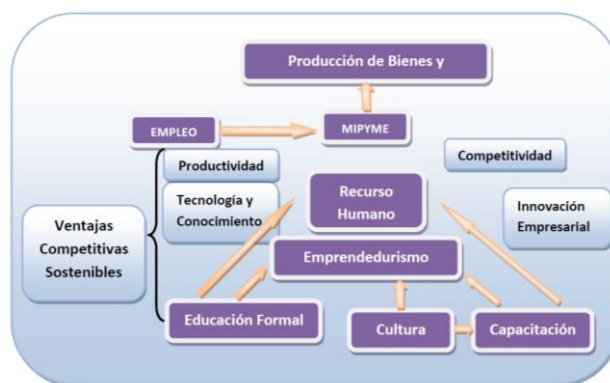 Producción de Bienes y
EMPLEO
MIPYME
Productividad
Competitividad
Tecnología y
Conocimiento
Recurso
Humano
Innovación
Empresarial
Ventajas
Competitivas
Sostenibles
Emprendedurismo
Educación Formal
Cultura
Capacitación